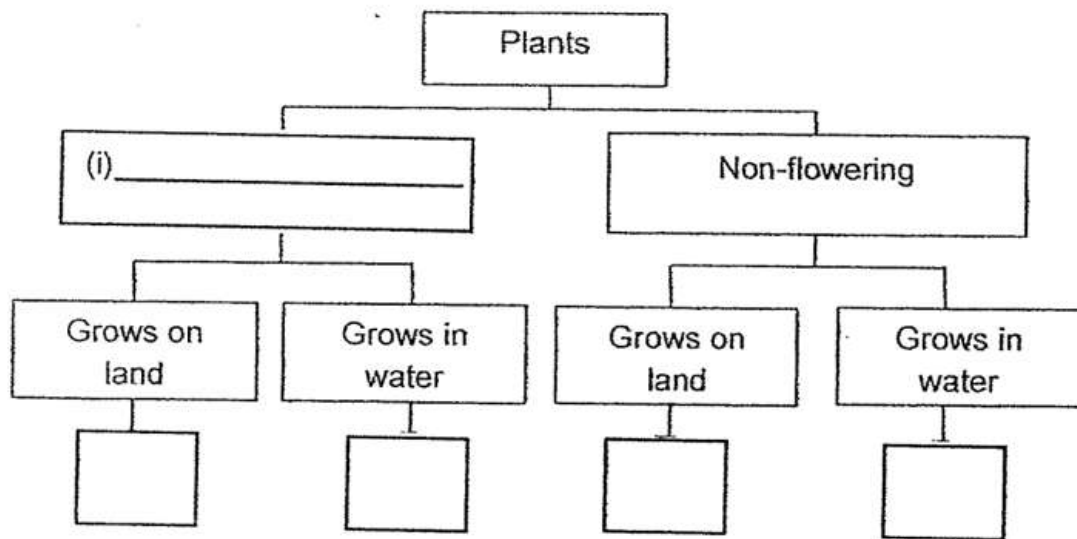 Plants
(i)
Non-flowering
Grows on
land
Grows in
water
Grows on
land
Grows in
water